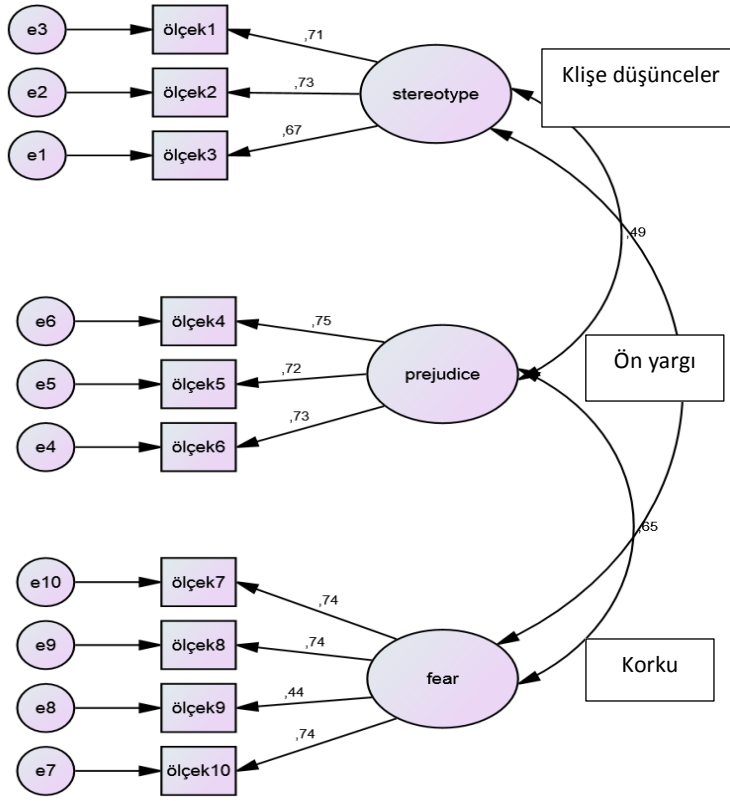 e3
ölçek1
,71
e2
ölçek2
,73
stereotype
e1
ölçek3
,67
Klişe düşünceler
,49
e6
ölçek4
,75
e5
ölçek5
,72
prejudice
e4
ölçek6
,73
Ön yargı
,65
e10
ölçek7
,74
e9
ölçek8
,74
fear
e8
ölçek9
,44
e7
ölçek10
,74
Korku